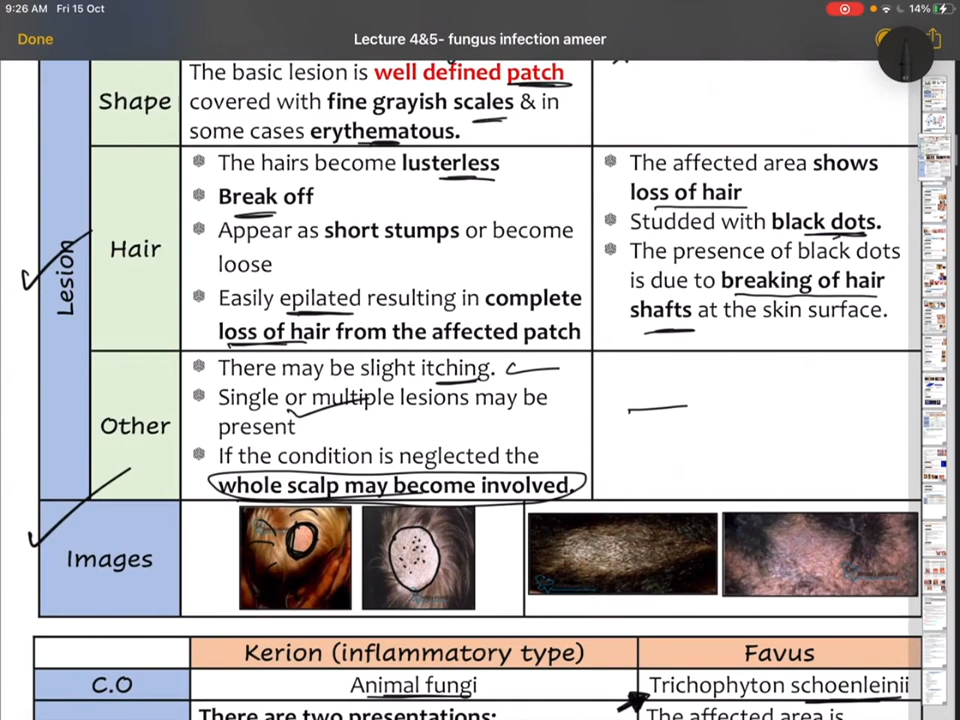 9:26 AM Fri 15 Oct
14%
Done
Lecture 4&5- fungus infection ameer
Lesion
Shape
The basic lesion is well defined patch
covered with fine grayish scales & in
some cases erythematous.
Hair
The hairs become lusterless
Break off
Appear as short stumps or become
loose
Easily epilated resulting in complete
loss of hair from the affected patch
The affected area shows
loss of hair
Studded with black dots.
The presence of black dots
is due to breaking of hair
shafts at the skin surface.
Other
There may be slight itching.
Single or multiple lesions may be
present
If the condition is neglected the
whole scalp may become involved.
Images
Kerion (inflammatory type)
Favus
C.O
Animal fungi
Trichophyton schoenleinii
There are two presentations:
The affected area is